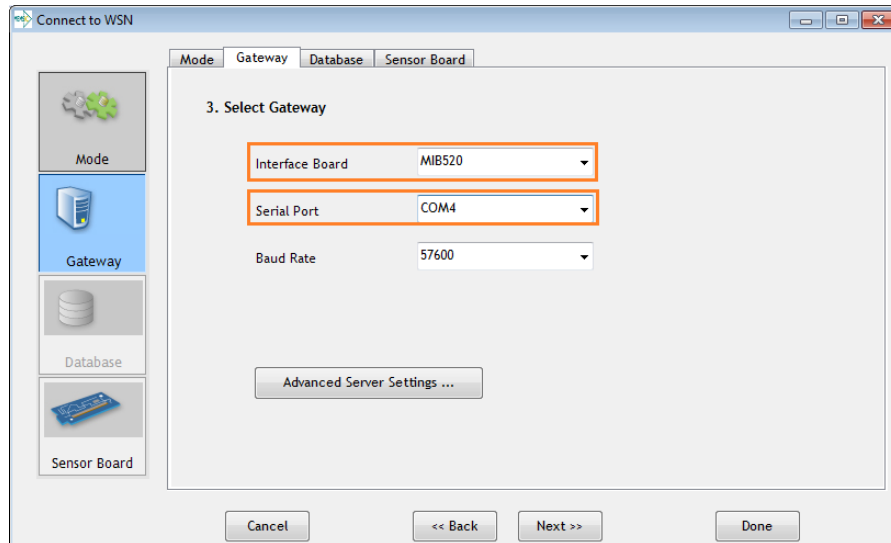 Connect to WSN
Mode Gateway Database Sensor Board
3. Select Gateway
Mode
Interface Board MIB520
Serial Port COM4
Gateway
Baud Rate 57600
Database
Advanced Server Settings ...
Sensor Board
Cancel << Back Next >> Done